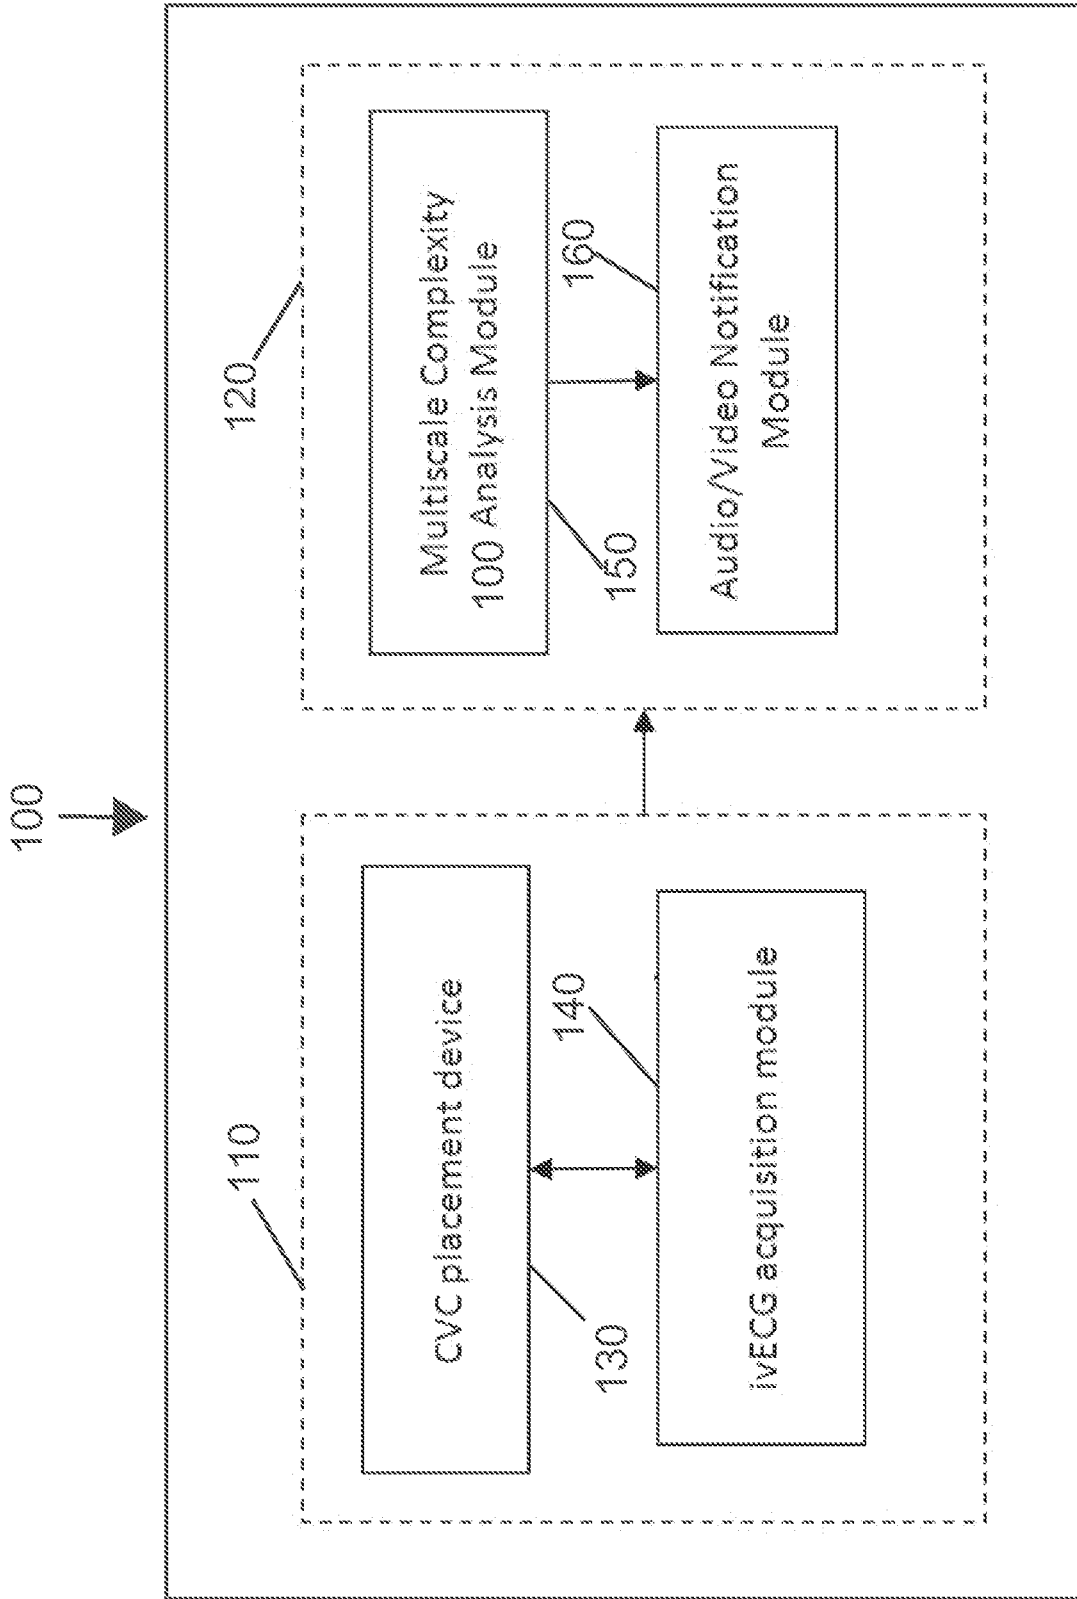 100
110
CVC placement device
130
140
ivECG acquisition module
120
Multiscale Complexity
100 Analysis Module
150
160
Audio/Video Notification
Module